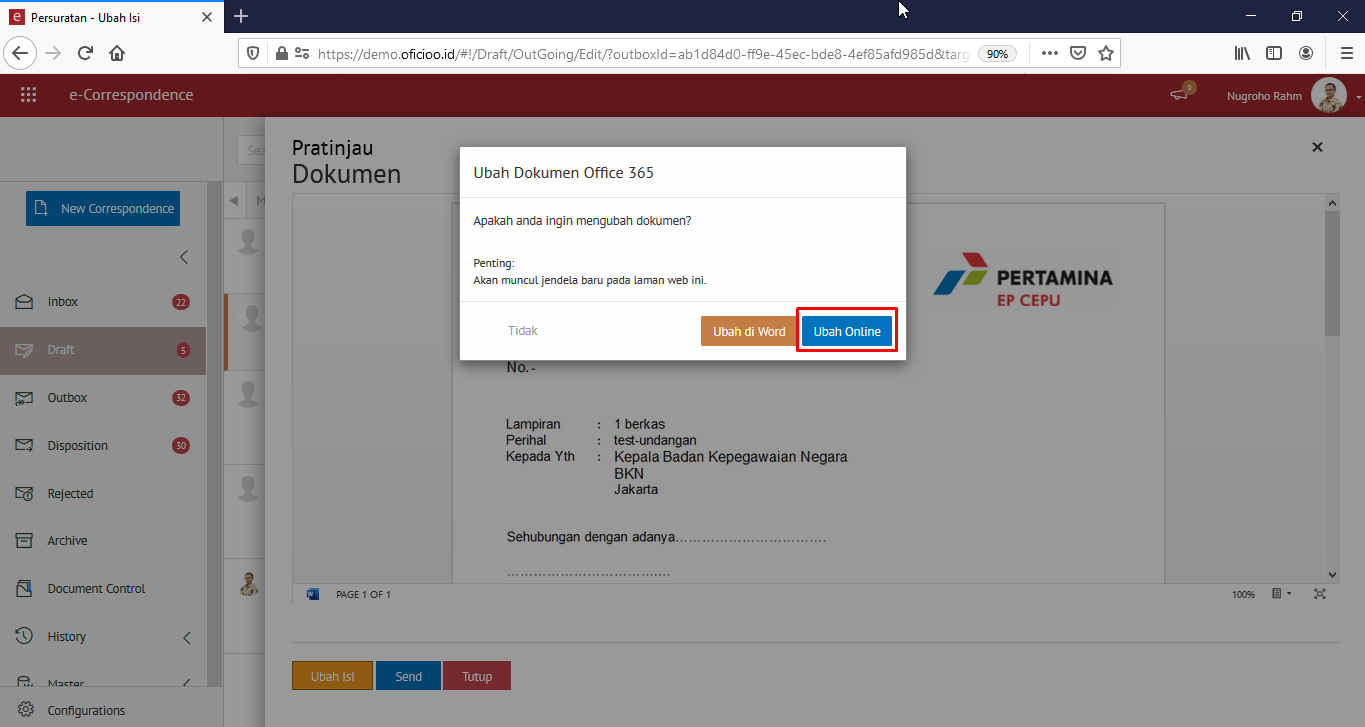 Persuratan - Ubah Isi
https://demo.oficioo.id/#!/Draft/OutGoing/Edit/?outboxId=ab1d84d0-ff9e-45ec-bde8-4ef85afd985d&targ
90%
e-Correspondence
0
Nugroho Rahm
Sea
Pratinjau
Dokumen
New Correspondence
M
Inbox 22
Draft 5
Outbox 32
Disposition 30
Rejected
Archive
Document Control
History
Master
Configurations
Ubah Dokumen Office 365
Apakah anda ingin mengubah dokumen?
Penting:
Akan muncul jendela baru pada laman web ini.
Tidak
Ubah di Word
Ubah Online
PERTAMINA
EP CEPU
No.-
Lampiran : 1 berkas
Perihal : test-undangan
Kepada Yth : Kepala Badan Kepegawaian Negara
BKN
Jakarta
Sehubungan dengan adanya…………………………….
…………………………….….
PAGE 1 OF 1
100%
Ubah Isi
Send
Tutup